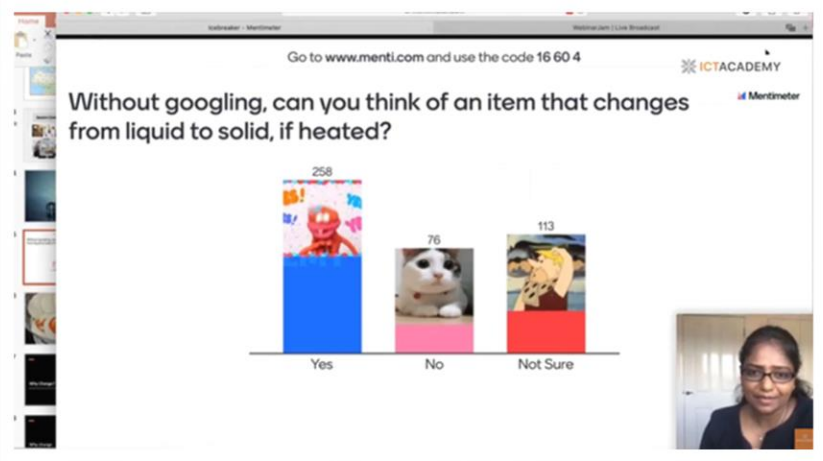 Home
Icebreaker - Mentimeter
WebinarJam | Live Broadcast
Paste
Go to www.menti.com and use the code 16 60 4
ICTACADEMY
Mentimeter
Without googling, can you think of an item that changes
from liquid to solid, if heated?
258
76
113
Yes
No
Not Sure
Why Change?